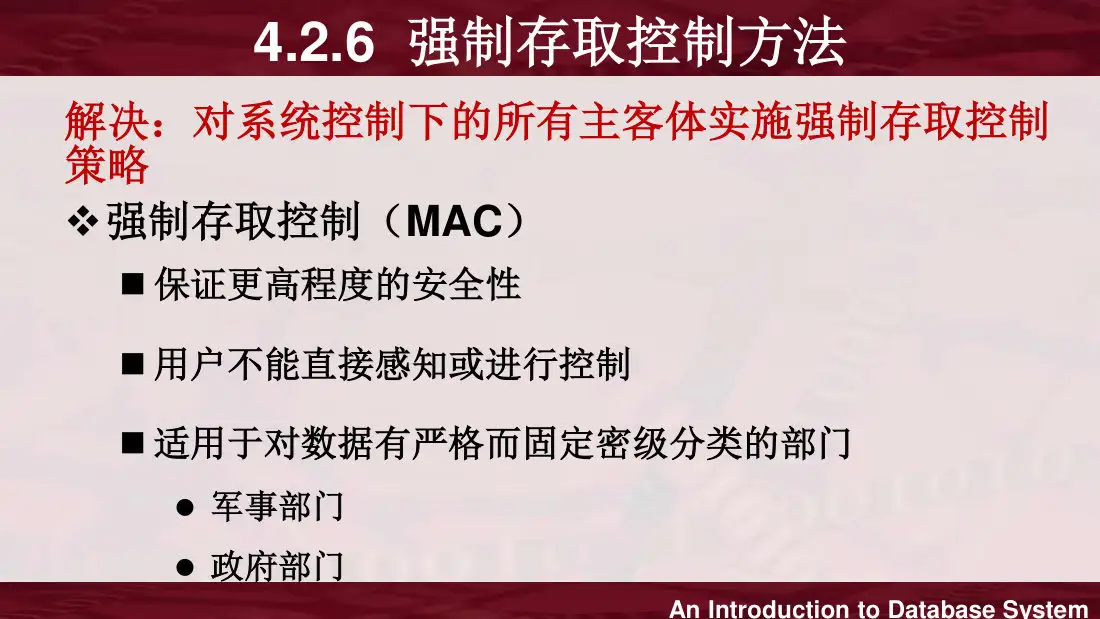 4.2.6 强制存取控制方法
解决：对系统控制下的所有主客体实施强制存取控制
策略
❖强制存取控制（MAC）
■ 保证更高程度的安全性
■ 用户不能直接感知或进行控制
■ 适用于对数据有严格而固定密级分类的部门
● 军事部门
● 政府部门
An Introduction to Database System